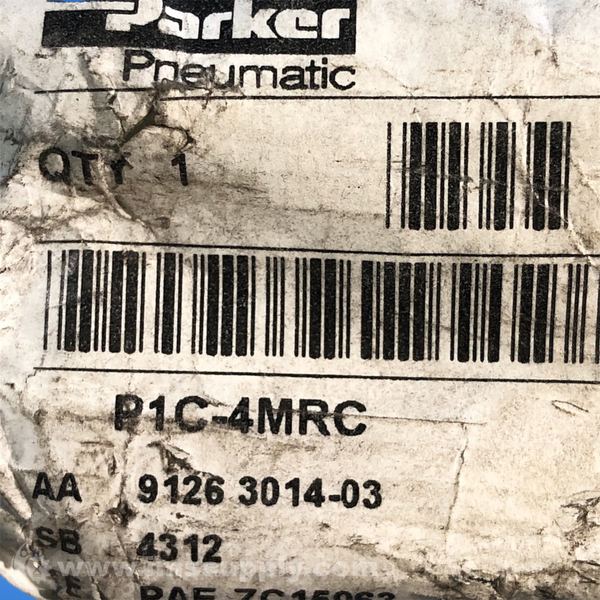 Parker
Pneumatic
QTY 1
P1C-4MRC
AA 9126 3014-03
SB 4312